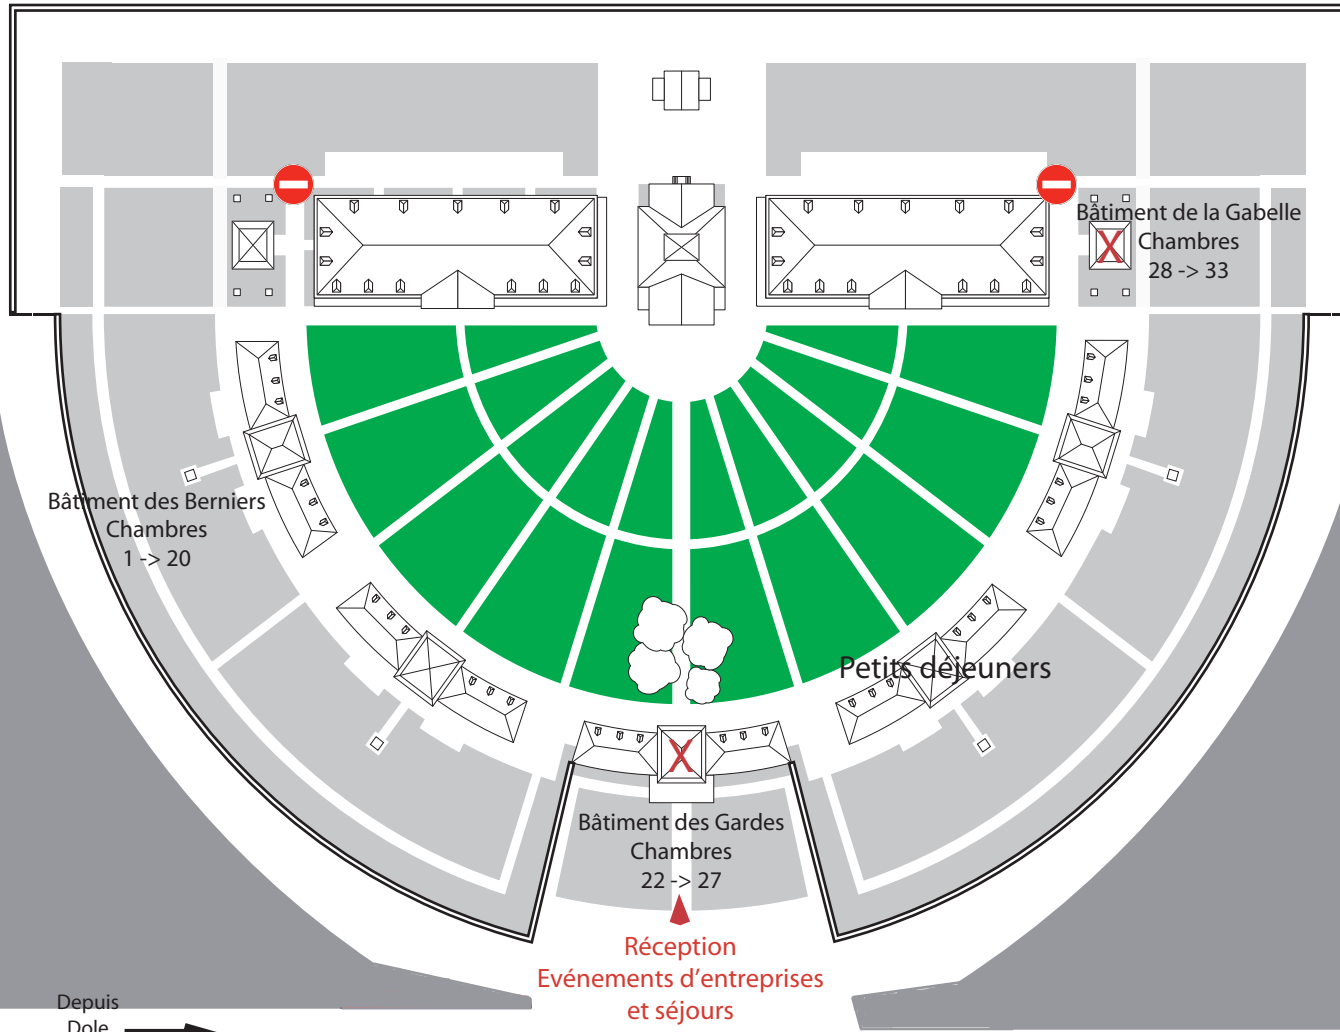 Bâtiment de la Gabelle
Chambres
28 -> 33
Bâtiment des Berniers
Chambres
1 -> 20
Petits déjeuners
X
X
Bâtiment des Gardes
Chambres
22 -> 27
Réception
Evénements d'entreprises
et séjours
Depuis
Dole